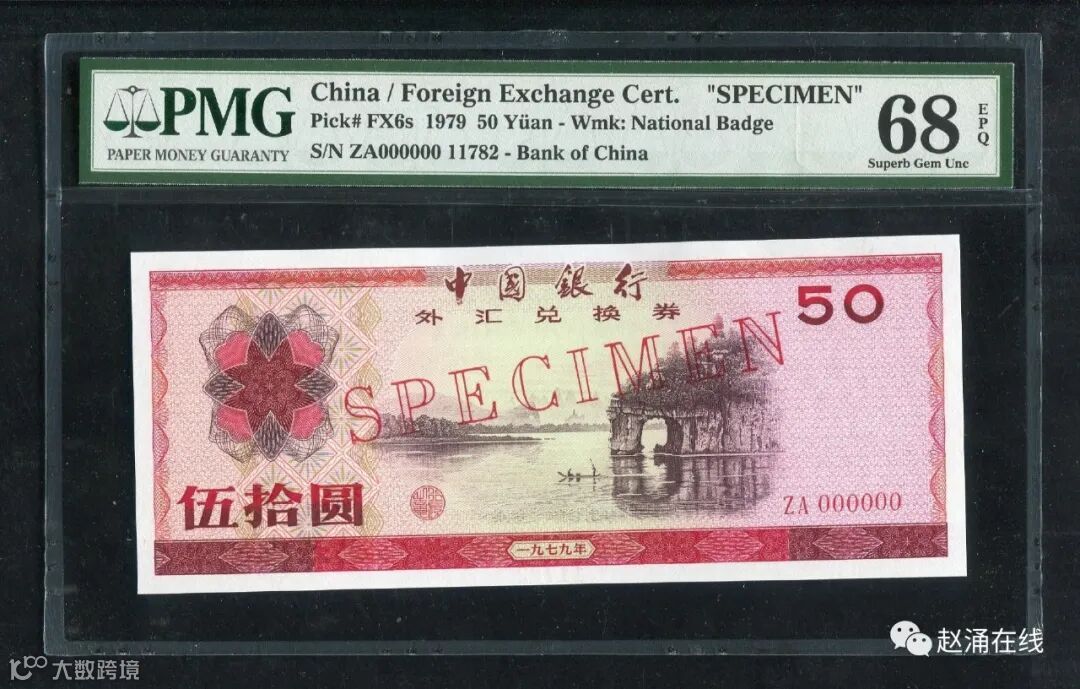 PMG
PAPER MONEY GUARANTY
China / Foreign Exchange Cert. "SPECIMEN"
Pick# FX6s 1979 50 Yüan - Wmk: National Badge
S/N ZA000000 11782 - Bank of China
68
EPQ
Superb Gem Unc
中國銀行
外汇兑换券
50
SPECIMEN
伍拾圆
ZA 000000
一九七九年
赵涌在线
大数跨境